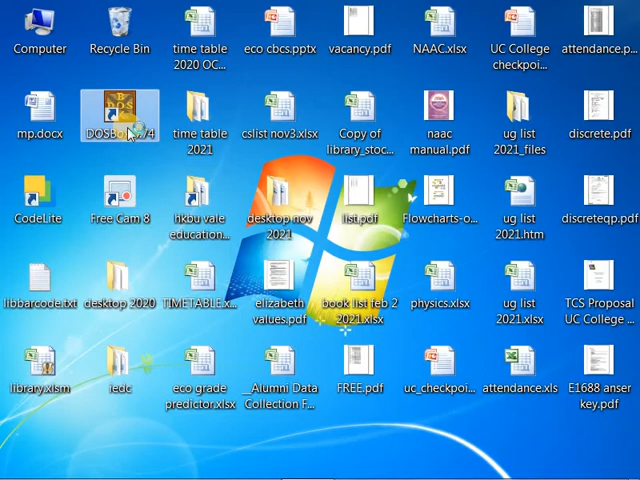 Computer
Recycle Bin
time table
2020 OC...
eco cbcs.pptx
vacancy.pdf
NAAC.xlsx
UC College
checkpoi...
attendance.p...
mp.docx
time table
2021
cslist nov3.xlsx
Copy of
library_stoc...
naac
manual.pdf
ug list
2021_files
discrete.pdf
CodeLite
Free Cam 8
hkbu vale
education...
desktop nov
2021
list.pdf
Flowcharts-o...
ug list
2021.htm
discreteqp.pdf
libbarcode.txt
desktop 2020
TIMETABLE.x...
elizabeth
values.pdf
book list feb 2
2021.xlsx
physics.xlsx
ug list
2021.xlsx
TCS Proposal
UC College ...
library.xlsm
iedc
eco grade
predictor.xlsx
__Alumni Data
Collection F...
FREE.pdf
uc_checkpoi...
attendance.xls
E1688 anser
key.pdf